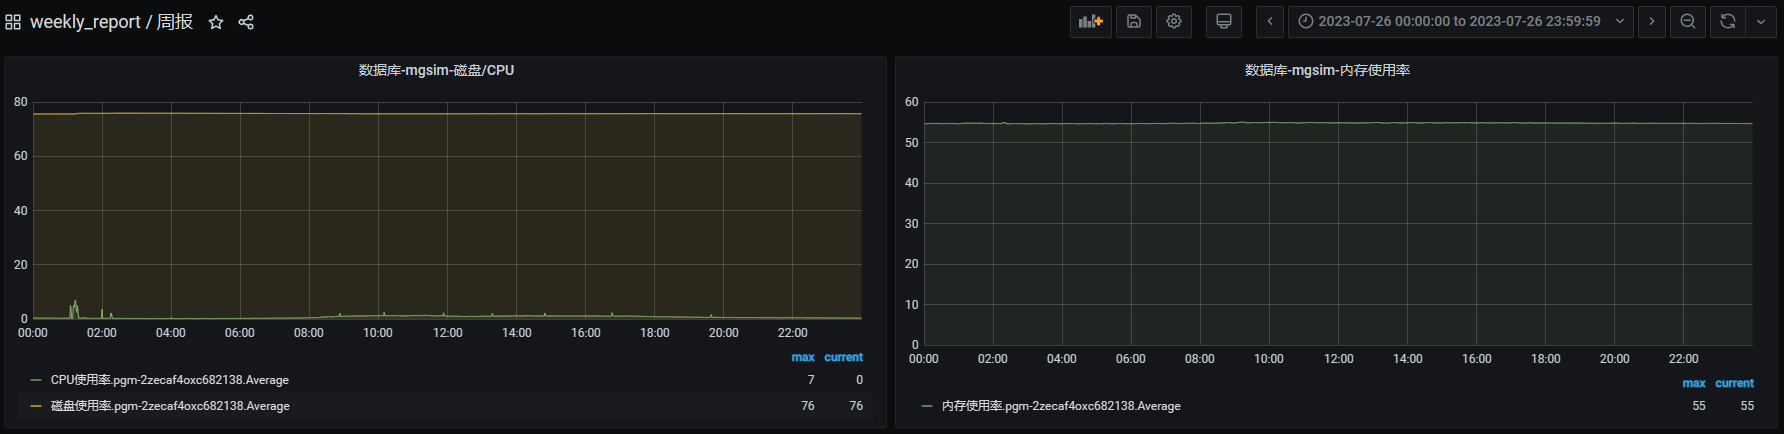 weekly_report / 周报
2023-07-26 00:00:00 to 2023-07-26 23:59:59
数据库-mgsim-磁盘/CPU
80
60
40
20
0
00:00 02:00 04:00 06:00 08:00 10:00 12:00 14:00 16:00 18:00 20:00 22:00
max current
CPU使用率.pgm-2zecaf4oxc682138.Average 7 0
磁盘使用率.pgm-2zecaf4oxc682138.Average 76 76
数据库-mgsim-内存使用率
60
50
40
30
20
10
0
00:00 02:00 04:00 06:00 08:00 10:00 12:00 14:00 16:00 18:00 20:00 22:00
max current
内存使用率.pgm-2zecaf4oxc682138.Average 55 55